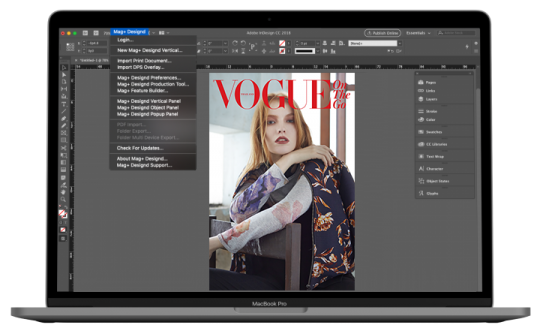 Mag+ Designd
Adobe InDesign CC 2019
Publish Online
Essentials
Login...
New Mag+ Designd Vertical...
Import Print Document...
Import DPS Overlay...
Mag+ Designd Preferences...
Mag+ Designd Production Tool...
Mag+ Feature Builder...
Mag+ Designd Vertical Panel
Mag+ Designd Object Panel
Mag+ Designd Popup Panel
PDF Import...
Folder Export...
Folder Multi Device Export...
Check For Updates...
About Mag+ Designd...
Mag+ Designd Support...
VOGUE
On
The
Go
Pages
Links
Layers
Stroke
Color
Swatches
CC Libraries
Text Wrap
Character
Object States
Glyphs
MacBook Pro